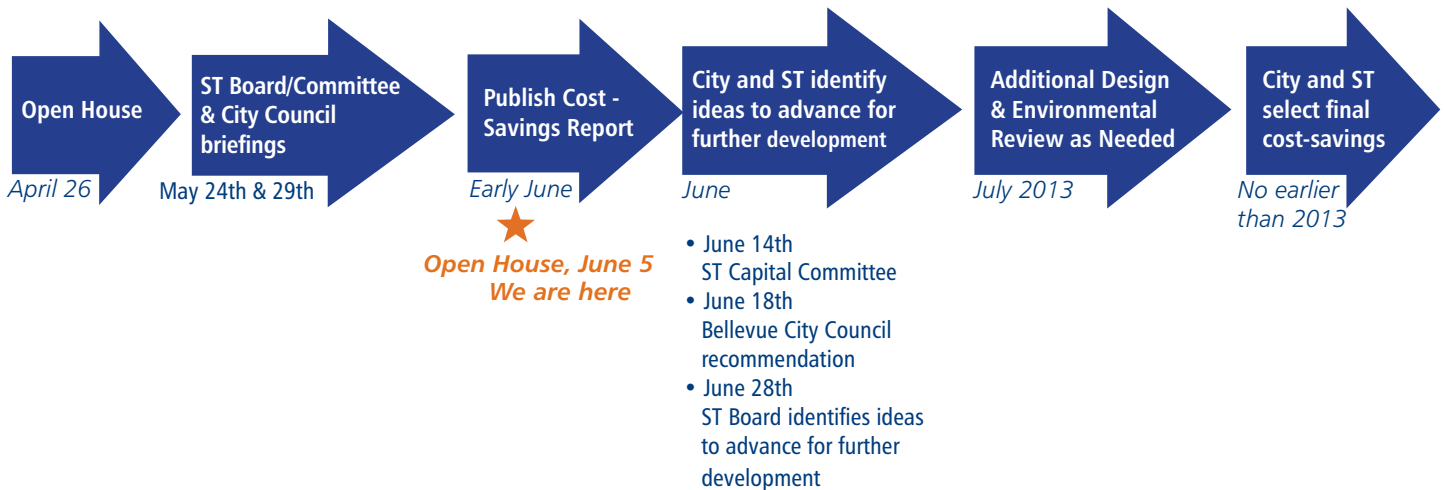 Open House
April 26
ST Board/Committee
& City Council
briefings
May 24th & 29th
Publish Cost -
Savings Report
Early June
Open House, June 5
We are here
City and ST identify
ideas to advance for
further development
June
• June 14th
ST Capital Committee
• June 18th
Bellevue City Council
recommendation
• June 28th
ST Board identifies ideas
to advance for further
development
Additional Design
& Environmental
Review as Needed
July 2013
City and ST
select final
cost-savings
No earlier
than 2013